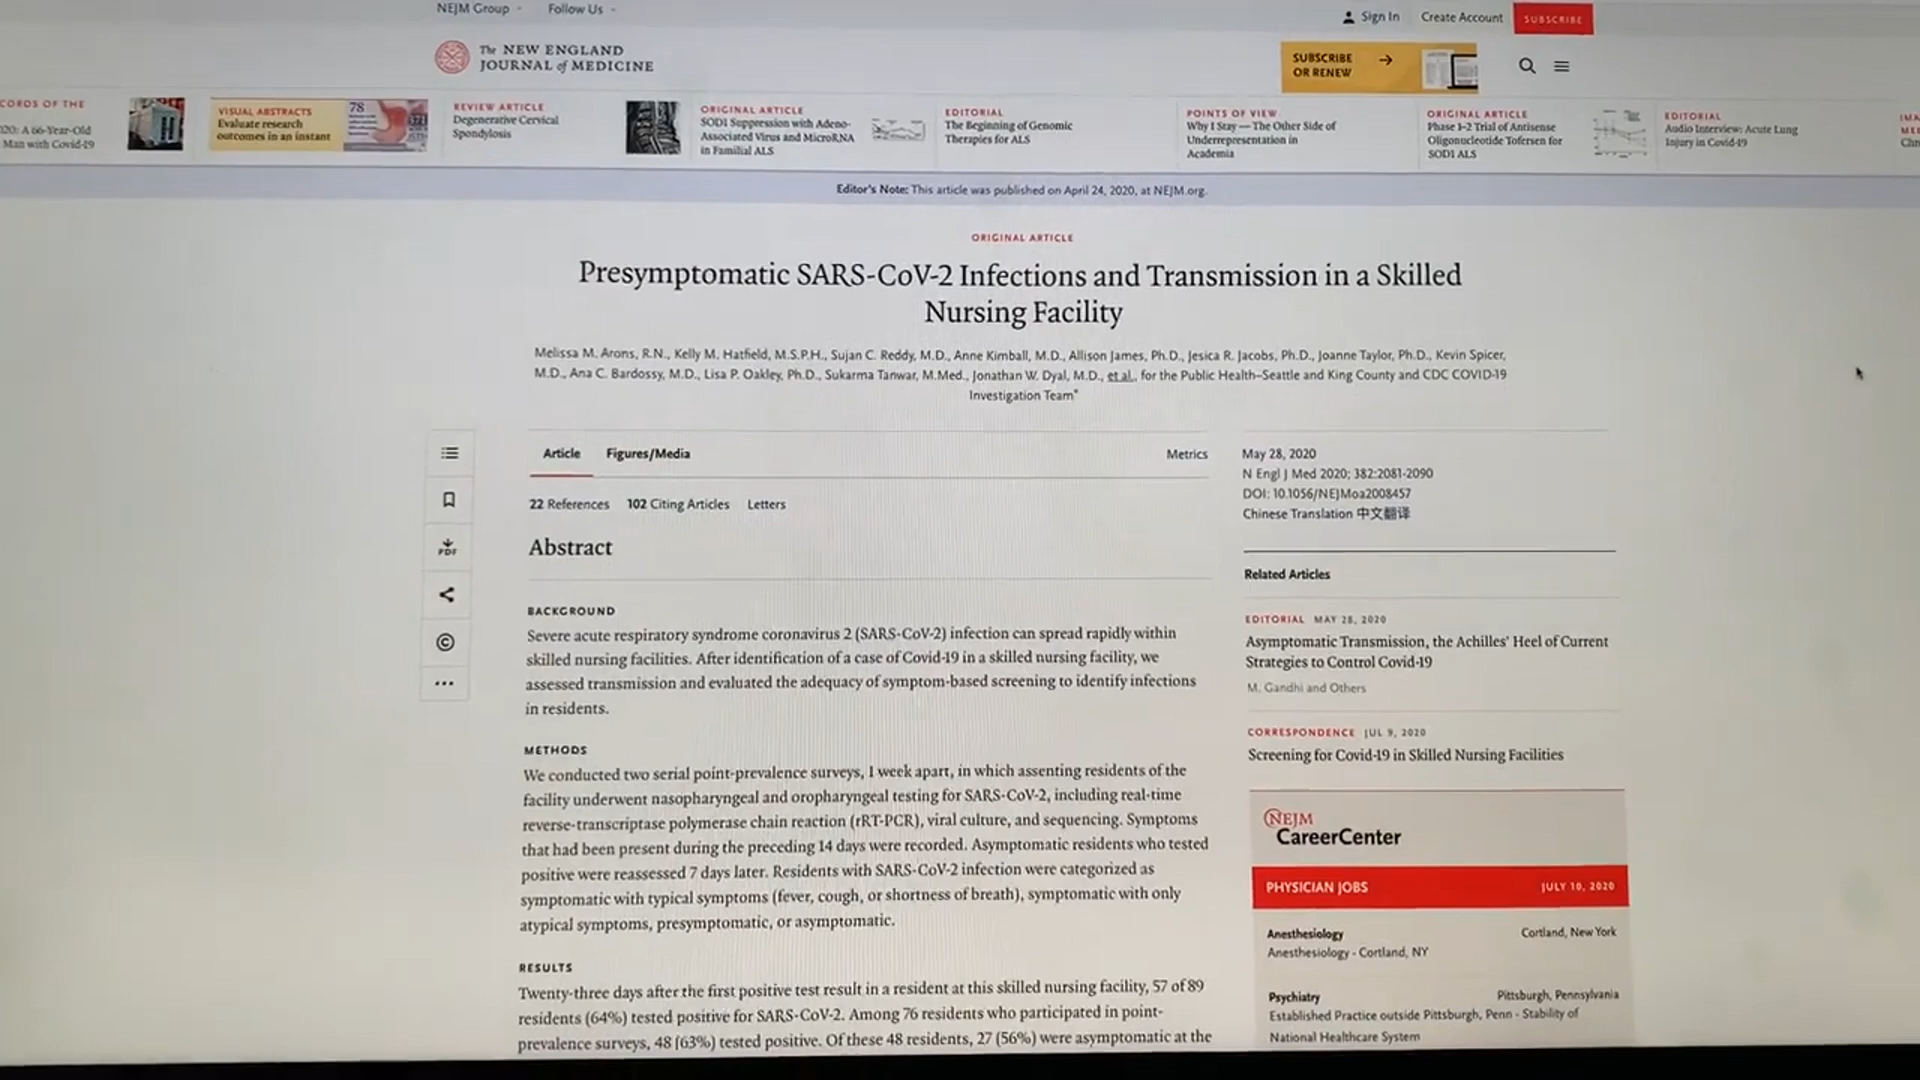 NEJM Group
Follow Us
Sign In
Create Account
SUBSCRIBE
The NEW ENGLAND
JOURNAL of MEDICINE
SUBSCRIBE
OR RENEW
CORDS OF THE
020: A 66-Year-Old
Man with Covid-19
VISUAL ABSTRACTS
Evaluate research
outcomes in an instant
78
REVIEW ARTICLE
Degenerative Cervical
Spondylosis
ORIGINAL ARTICLE
SOD1 Suppression with Adeno-
Associated Virus and MicroRNA
in Familial ALS
EDITORIAL
The Beginning of Genomic
Therapies for ALS
POINTS OF VIEW
Why I Stay — The Other Side of
Underrepresentation in
Academia
ORIGINAL ARTICLE
Phase 1–2 Trial of Antisense
Oligonucleotide Tofersen for
SOD1 ALS
EDITORIAL
Audio Interview: Acute Lung
Injury in Covid-19
IMA
Editor's Note: This article was published on April 24, 2020, at NEJM.org.
ORIGINAL ARTICLE
Presymptomatic SARS-CoV-2 Infections and Transmission in a Skilled
Nursing Facility
Melissa M. Arons, R.N., Kelly M. Hatfield, M.S.P.H., Sujan C. Reddy, M.D., Anne Kimball, M.D., Allison James, Ph.D., Jesica R. Jacobs, Ph.D., Joanne Taylor, Ph.D., Kevin Spicer,
M.D., Ana C. Bardossy, M.D., Lisa P. Oakley, Ph.D., Sukarma Tanwar, M.Med., Jonathan W. Dyal, M.D., et al., for the Public Health–Seattle and King County and CDC COVID-19
Investigation Team*
Article
Figures/Media
Metrics
22 References
102 Citing Articles
Letters
Abstract
BACKGROUND
Severe acute respiratory syndrome coronavirus 2 (SARS-CoV-2) infection can spread rapidly within
skilled nursing facilities. After identification of a case of Covid-19 in a skilled nursing facility, we
assessed transmission and evaluated the adequacy of symptom-based screening to identify infections
in residents.
METHODS
We conducted two serial point-prevalence surveys, 1 week apart, in which assenting residents of the
facility underwent nasopharyngeal and oropharyngeal testing for SARS-CoV-2, including real-time
reverse-transcriptase polymerase chain reaction (rRT-PCR), viral culture, and sequencing. Symptoms
that had been present during the preceding 14 days were recorded. Asymptomatic residents who tested
positive were reassessed 7 days later. Residents with SARS-CoV-2 infection were categorized as
symptomatic with typical symptoms (fever, cough, or shortness of breath), symptomatic with only
atypical symptoms, presymptomatic, or asymptomatic.
RESULTS
Twenty-three days after the first positive test result in a resident at this skilled nursing facility, 57 of 89
residents (64%) tested positive for SARS-CoV-2. Among 76 residents who participated in point-
prevalence surveys, 48 (63%) tested positive. Of these 48 residents, 27 (56%) were asymptomatic at the
PDF
May 28, 2020
N Engl J Med 2020; 382:2081-2090
DOI: 10.1056/NEJMoa2008457
Chinese Translation 中文翻译
Related Articles
EDITORIAL MAY 28, 2020
Asymptomatic Transmission, the Achilles' Heel of Current
Strategies to Control Covid-19
M. Gandhi and Others
CORRESPONDENCE JUL 9, 2020
Screening for Covid-19 in Skilled Nursing Facilities
NEJM
CareerCenter
PHYSICIAN JOBS
JULY 10, 2020
Anesthesiology
Cortland, New York
Anesthesiology - Cortland, NY
Psychiatry
Pittsburgh, Pennsylvania
Established Practice outside Pittsburgh, Penn - Stability of
National Healthcare System